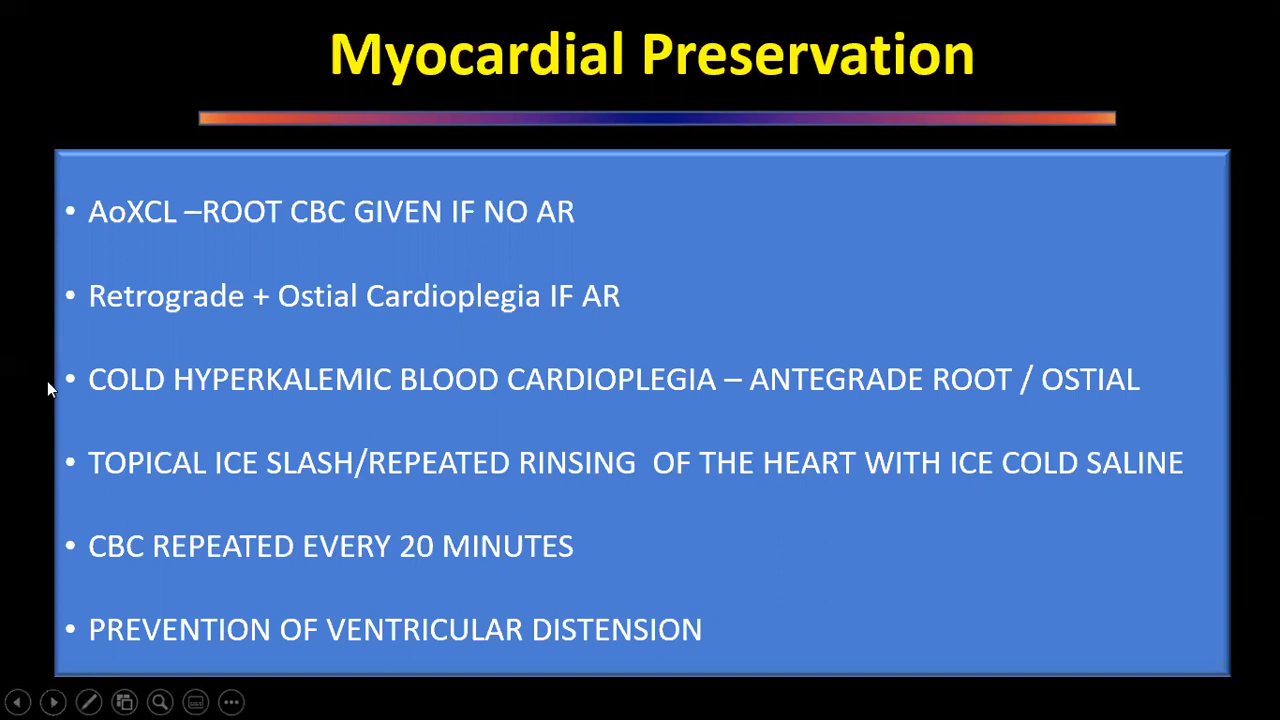 Myocardial Preservation
• AoXCL –ROOT CBC GIVEN IF NO AR
• Retrograde + Ostial Cardioplegia IF AR
• COLD HYPERKALEMIC BLOOD CARDIOPLEGIA – ANTEGRADE ROOT / OSTIAL
• TOPICAL ICE SLASH/REPEATED RINSING OF THE HEART WITH ICE COLD SALINE
• CBC REPEATED EVERY 20 MINUTES
• PREVENTION OF VENTRICULAR DISTENSION